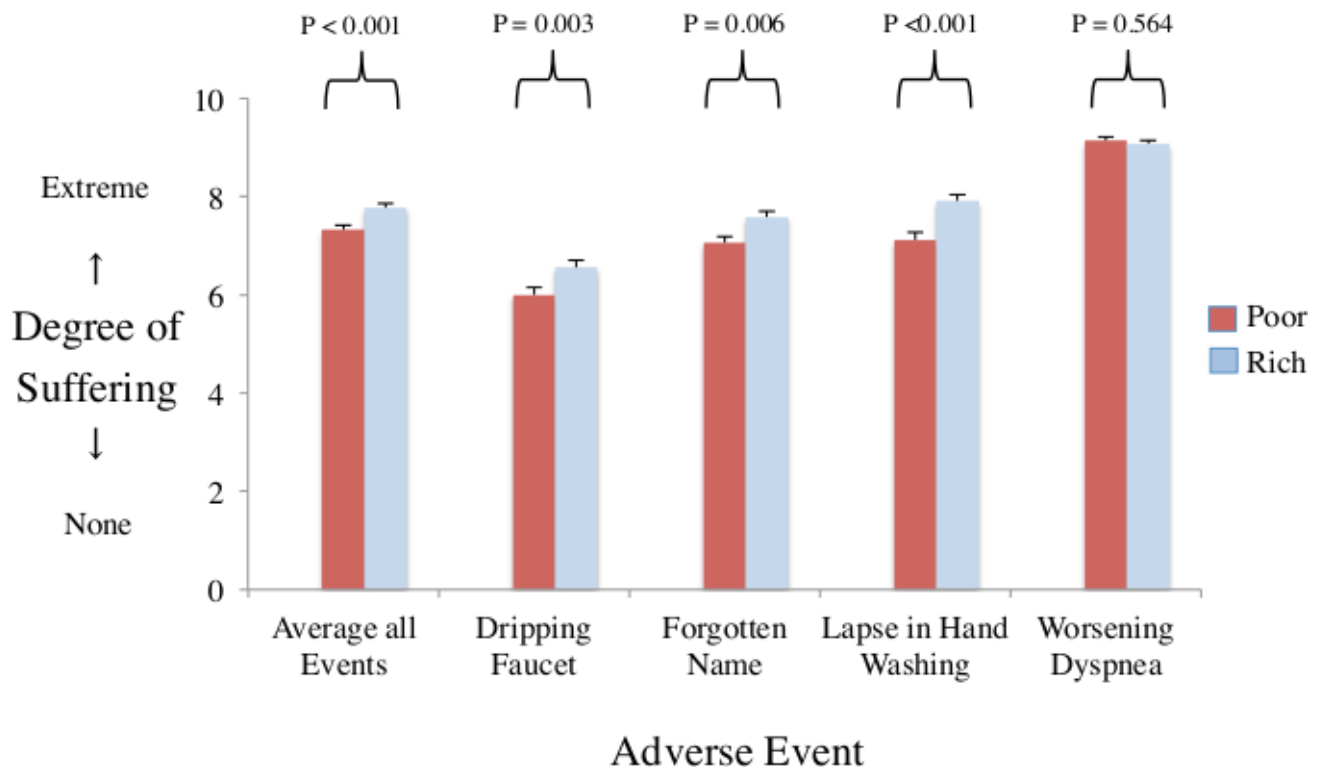 P < 0.001 P = 0.003 P = 0.006 P <0.001 P = 0.564
10
Extreme
8
↑
6
Degree of
Suffering
4
↓
2
None
0
Poor
Rich
Average all Dripping Forgotten Lapse in Hand Worsening
Events Faucet Name Washing Dyspnea
Adverse Event